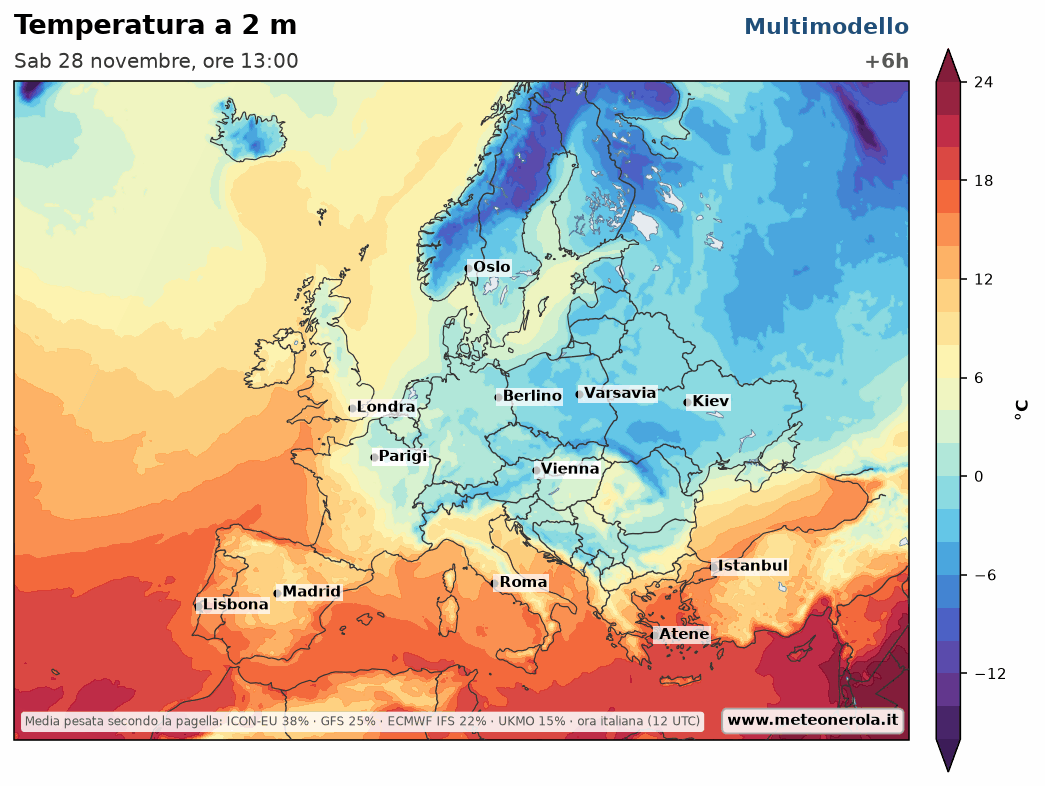 Temperatura a 2 m
Multimodello
Sab 28 novembre, ore 13:00
+6h
24
18
12
6
0
−6
−12
°C
Oslo
Berlino
Varsavia
Kiev
Londra
Parigi
Vienna
Istanbul
Roma
Madrid
Lisbona
Atene
Media pesata secondo la pagella: ICON-EU 38% · GFS 25% · ECMWF IFS 22% · UKMO 15% · ora italiana (12 UTC)
www.meteonerola.it